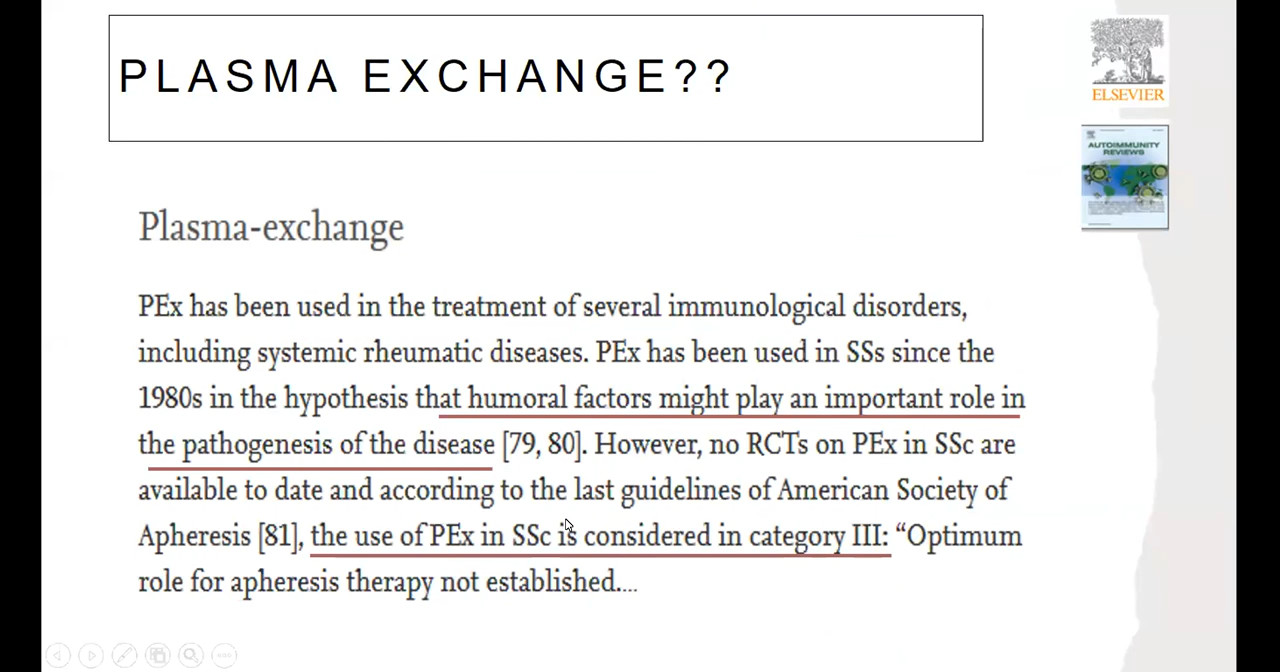 PLASMA EXCHANGE??
ELSEVIER
AUTOIMMUNITY
REVIEWS
Plasma-exchange
PEx has been used in the treatment of several immunological disorders,
including systemic rheumatic diseases. PEx has been used in SSs since the
1980s in the hypothesis that humoral factors might play an important role in
the pathogenesis of the disease [79, 80]. However, no RCTs on PEx in SSc are
available to date and according to the last guidelines of American Society of
Apheresis [81], the use of PEx in SSc is considered in category III: “Optimum
role for apheresis therapy not established....